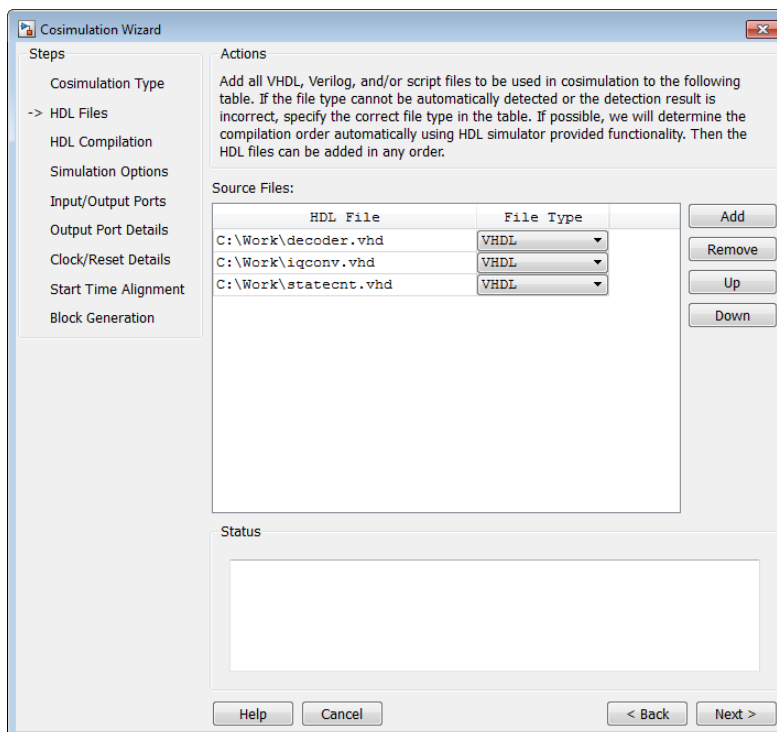 Cosimulation Wizard
Steps
Cosimulation Type
-> HDL Files
HDL Compilation
Simulation Options
Input/Output Ports
Output Port Details
Clock/Reset Details
Start Time Alignment
Block Generation
Actions
Add all VHDL, Verilog, and/or script files to be used in cosimulation to the following
table. If the file type cannot be automatically detected or the detection result is
incorrect, specify the correct file type in the table. If possible, we will determine the
compilation order automatically using HDL simulator provided functionality. Then the
HDL files can be added in any order.
Source Files:
HDL File File Type
C:\Work\decoder.vhd VHDL
C:\Work\iqconv.vhd VHDL
C:\Work\statecnt.vhd VHDL
Add
Remove
Up
Down
Status
Help Cancel < Back Next >